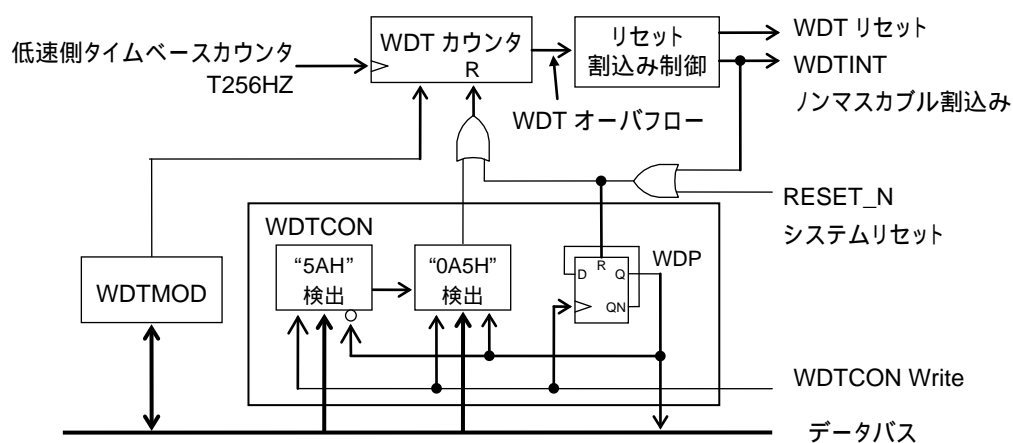 低速側タイムベースカウンタ
T256HZ
WDT カウンタ
R
リセット
割込み制御
WDT リセット
WDTINT
ノンマスカブル割込み
WDT オーバフロー
RESET_N
システムリセット
WDTCON
“5AH”
検出
“0A5H”
検出
D
R
Q
QN
WDP
WDTMOD
WDTCON Write
データバス